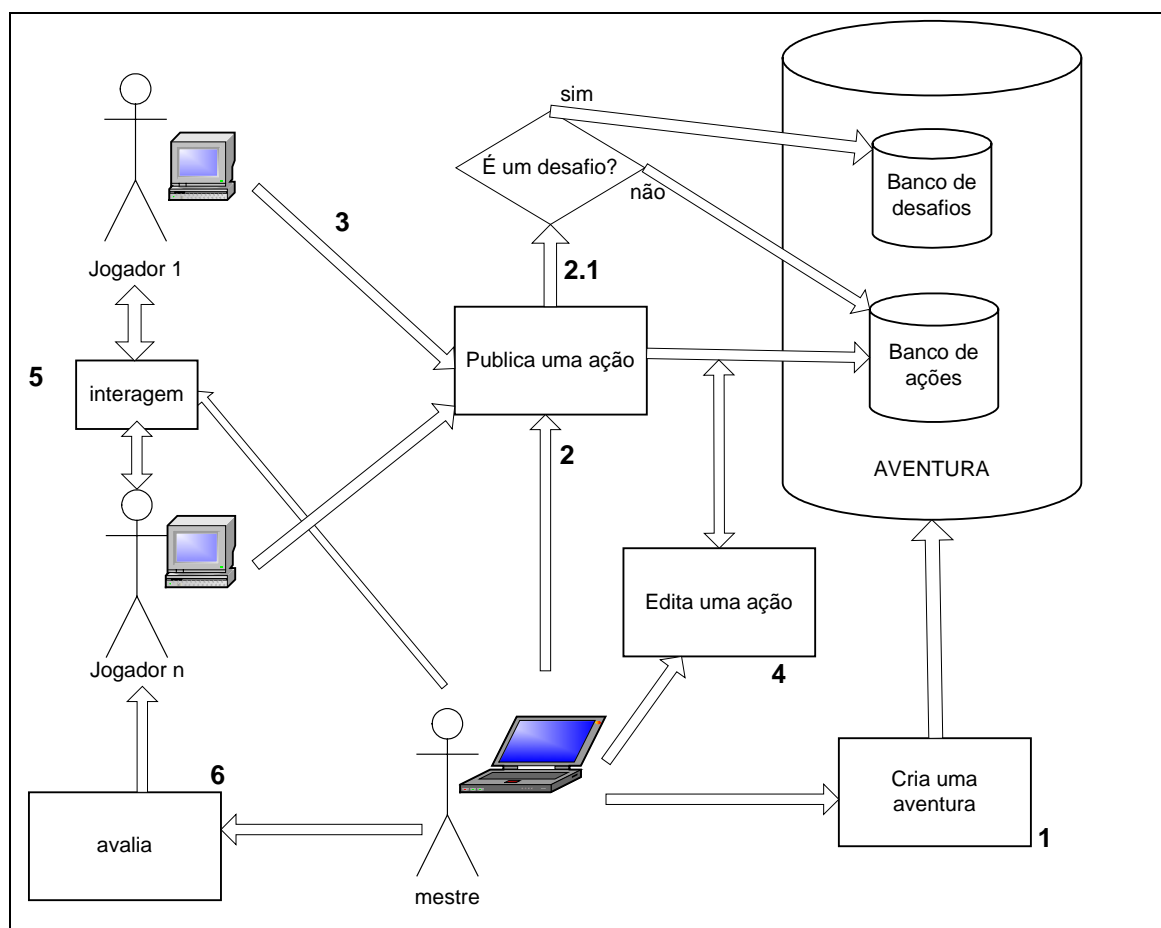 sim
É um desafio?
não
Banco de
desafios
3
2.1
Jogador 1
Publica uma ação
Banco de
ações
5
interagem
2
AVENTURA
Edita uma ação
4
Jogador n
6
avalia
mestre
Cria uma
aventura
1